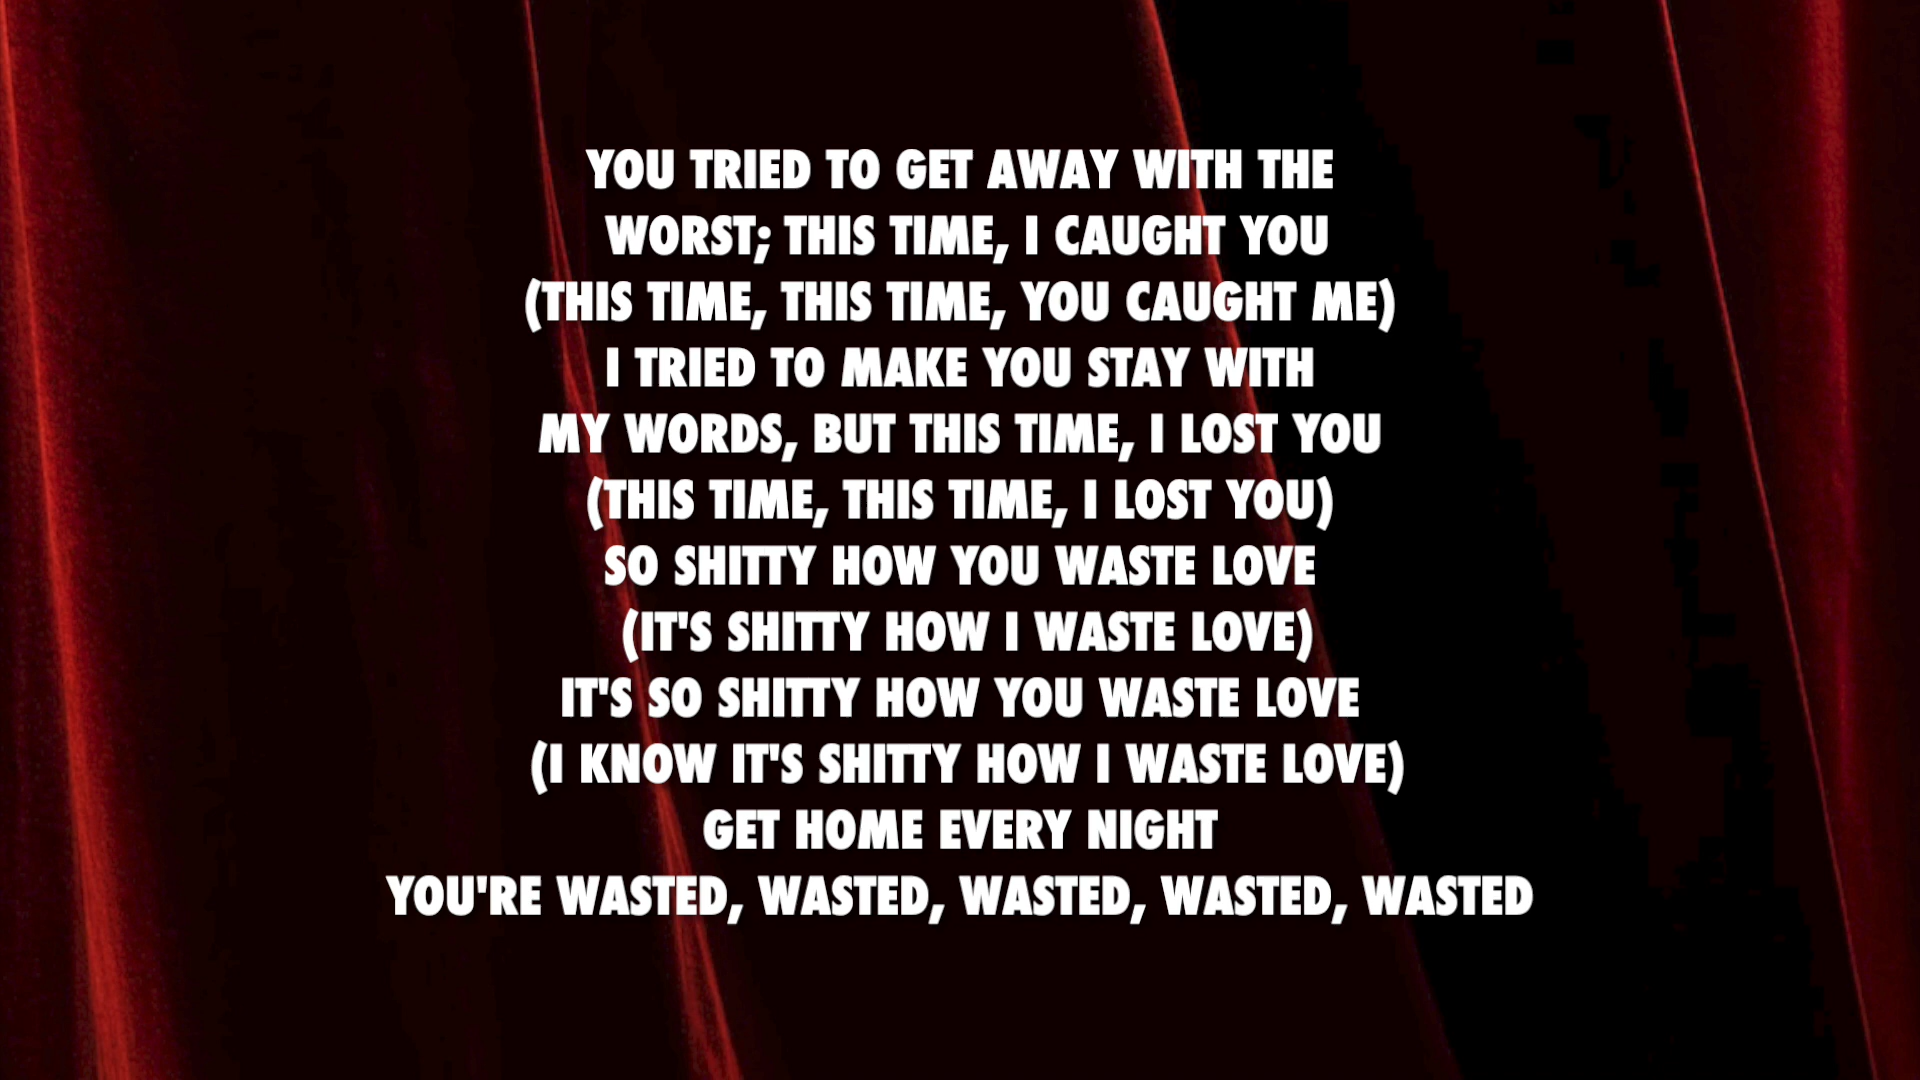 YOU TRIED TO GET AWAY WITH THE
WORST; THIS TIME, I CAUGHT YOU
(THIS TIME, THIS TIME, YOU CAUGHT ME)
I TRIED TO MAKE YOU STAY WITH
MY WORDS, BUT THIS TIME, I LOST YOU
(THIS TIME, THIS TIME, I LOST YOU)
SO SHITTY HOW YOU WASTE LOVE
(IT'S SHITTY HOW I WASTE LOVE)
IT'S SO SHITTY HOW YOU WASTE LOVE
(I KNOW IT'S SHITTY HOW I WASTE LOVE)
GET HOME EVERY NIGHT
YOU'RE WASTED, WASTED, WASTED, WASTED, WASTED